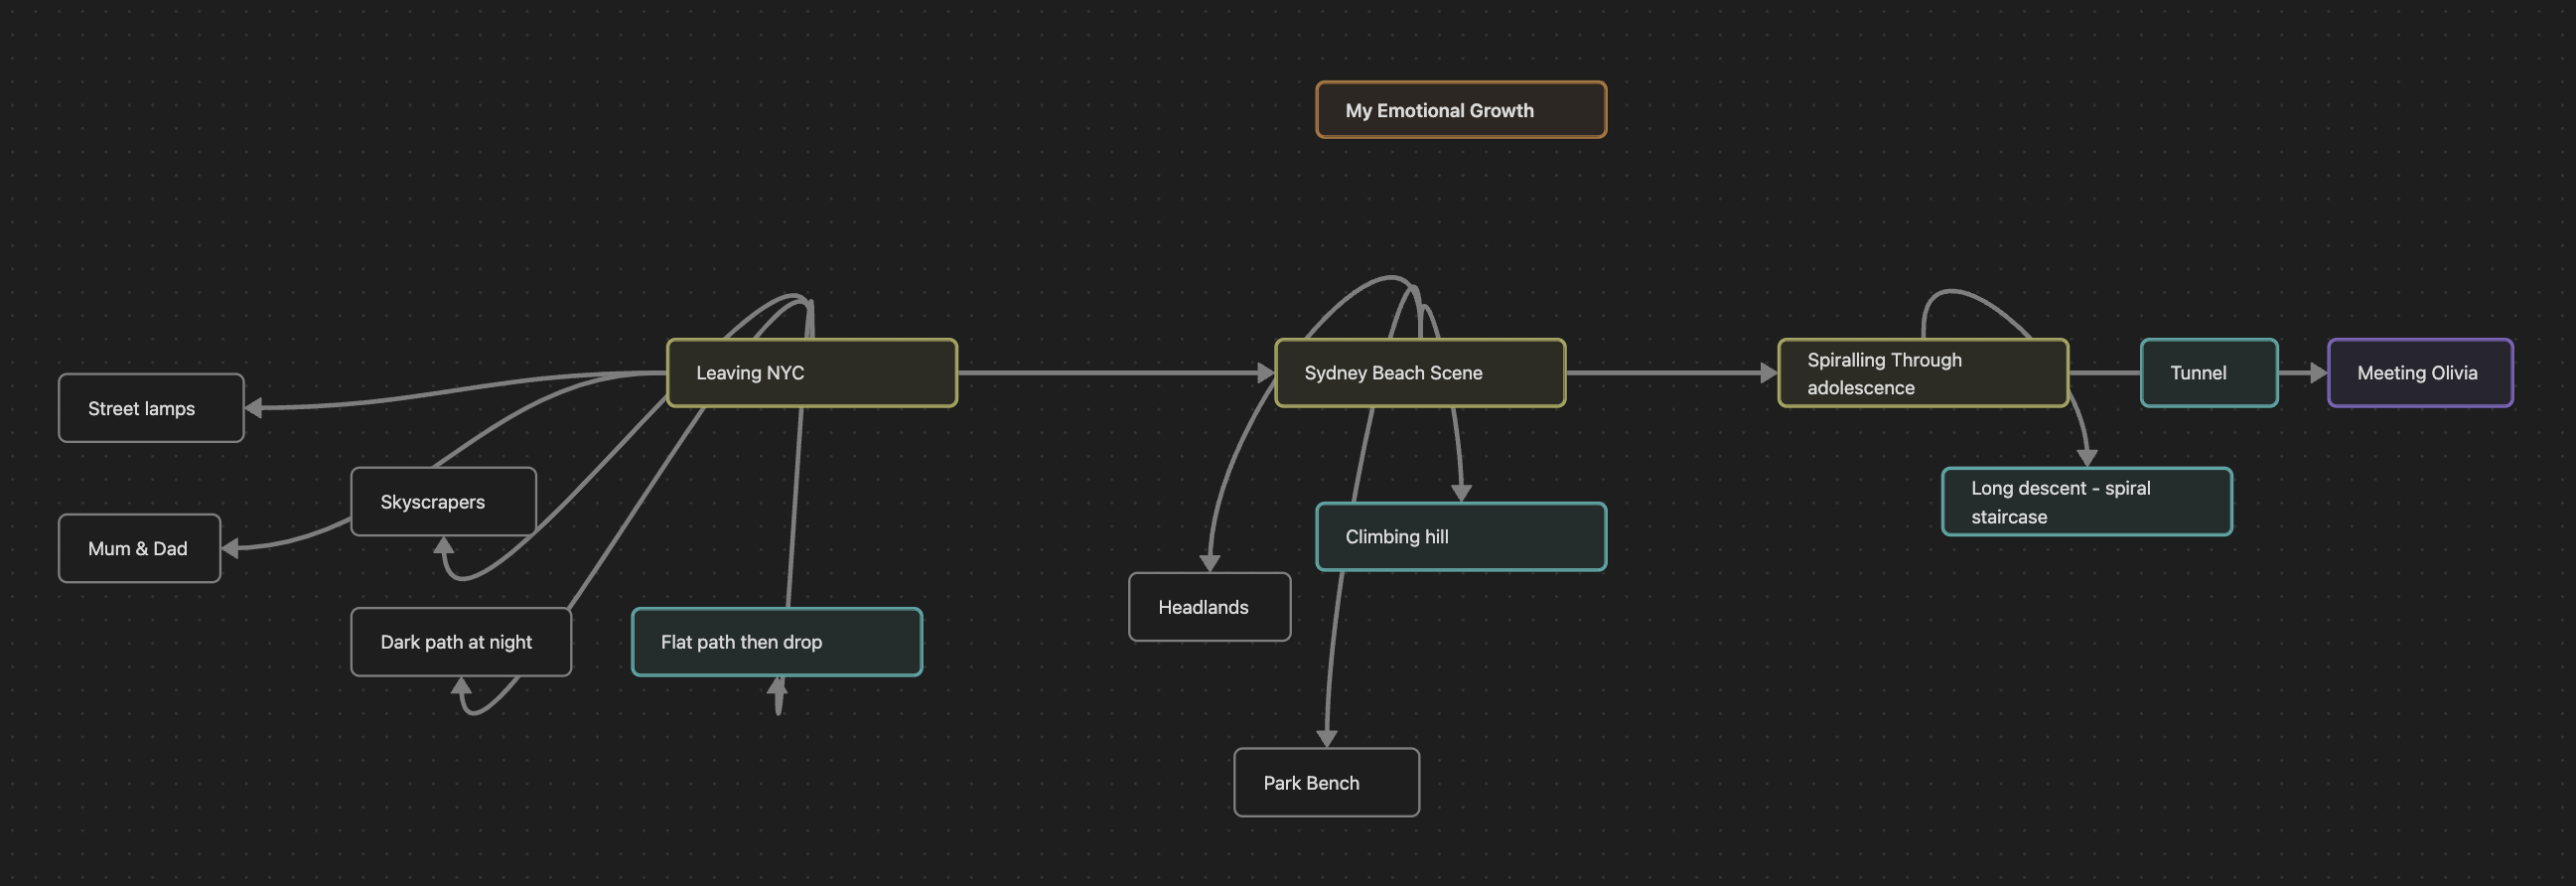 My Emotional Growth
Leaving NYC
Sydney Beach Scene
Spiralling Through
adolescence
Tunnel
Meeting Olivia
Street lamps
Skyscrapers
Long descent - spiral
staircase
Climbing hill
Mum & Dad
Headlands
Dark path at night
Flat path then drop
Park Bench